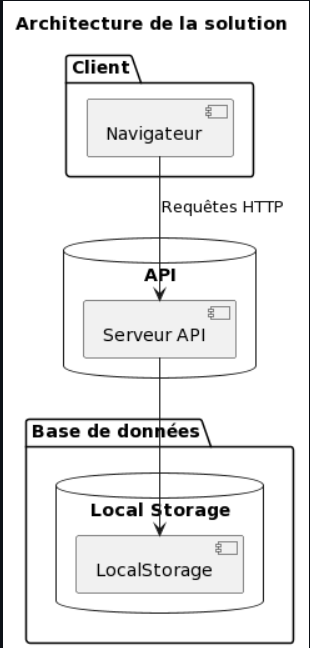 Architecture de la solution
Client
Navigateur
Requêtes HTTP
API
Serveur API
Base de données
Local Storage
LocalStorage